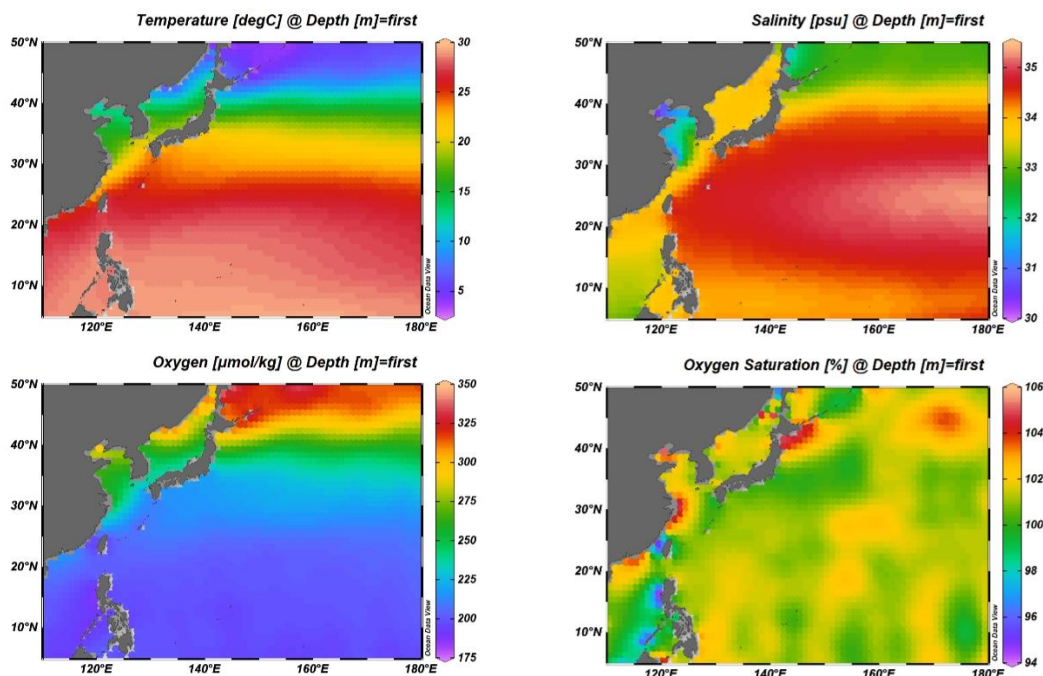 Temperature [degC] @ Depth [m]=first
50°N
40°N
30°N
20°N
10°N
120°E
140°E
160°E
180°E
30
25
20
15
10
5
Ocean Data View
Salinity [psu] @ Depth [m]=first
50°N
40°N
30°N
20°N
10°N
120°E
140°E
160°E
180°E
35
34
33
32
31
30
Ocean Data View
Oxygen [µmol/kg] @ Depth [m]=first
50°N
40°N
30°N
20°N
10°N
120°E
140°E
160°E
180°E
350
325
300
275
250
225
200
175
Ocean Data View
Oxygen Saturation [%] @ Depth [m]=first
50°N
40°N
30°N
20°N
10°N
120°E
140°E
160°E
180°E
106
104
102
100
98
96
94
Ocean Data View